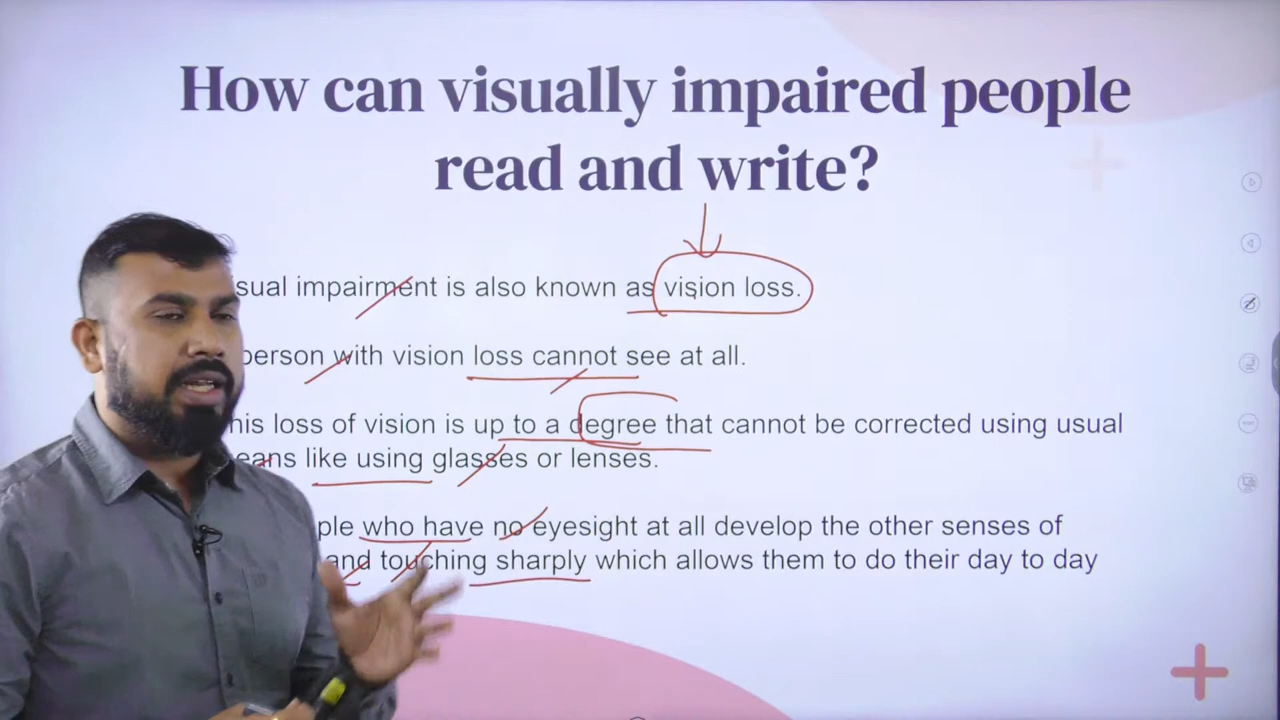 How can visually impaired people
read and write?
sual impairment is also known as vision loss.
person with vision loss cannot see at all.
his loss of vision is up to a degree that cannot be corrected using usual
eans like using glasses or lenses.
ple who have no eyesight at all develop the other senses of
and touching sharply which allows them to do their day to day